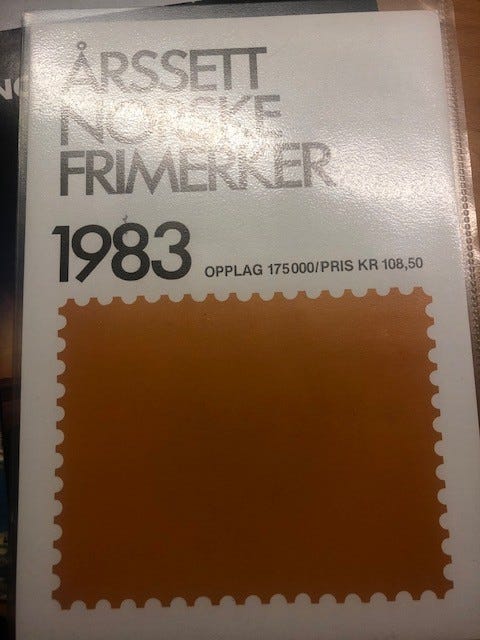 ÅRSSETT
NORSKE
FRIMERKER
1983
OPPLAG 175000/PRIS KR 108,50